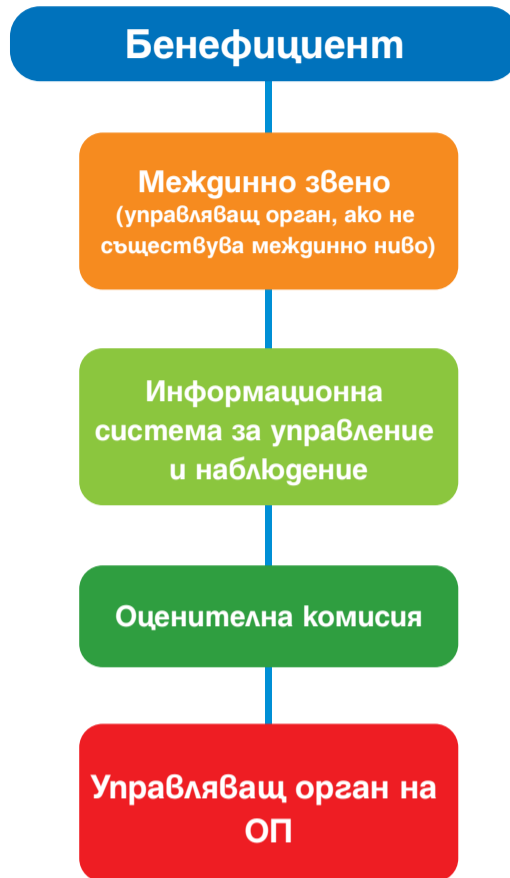 Бенефициент
Междинно звено
(управляващ орган, ако не
съществува междинно ниво)
Информационна
система за управление
и наблюдение
Оценителна комисия
Управляващ орган на
ОП